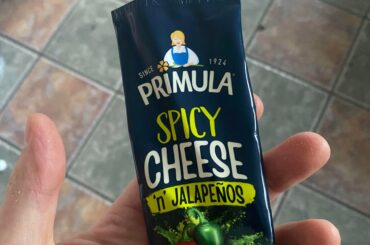 SINCE 1924
PRIMULA
SPICY
CHEESE
'n' JALAPEÑOS